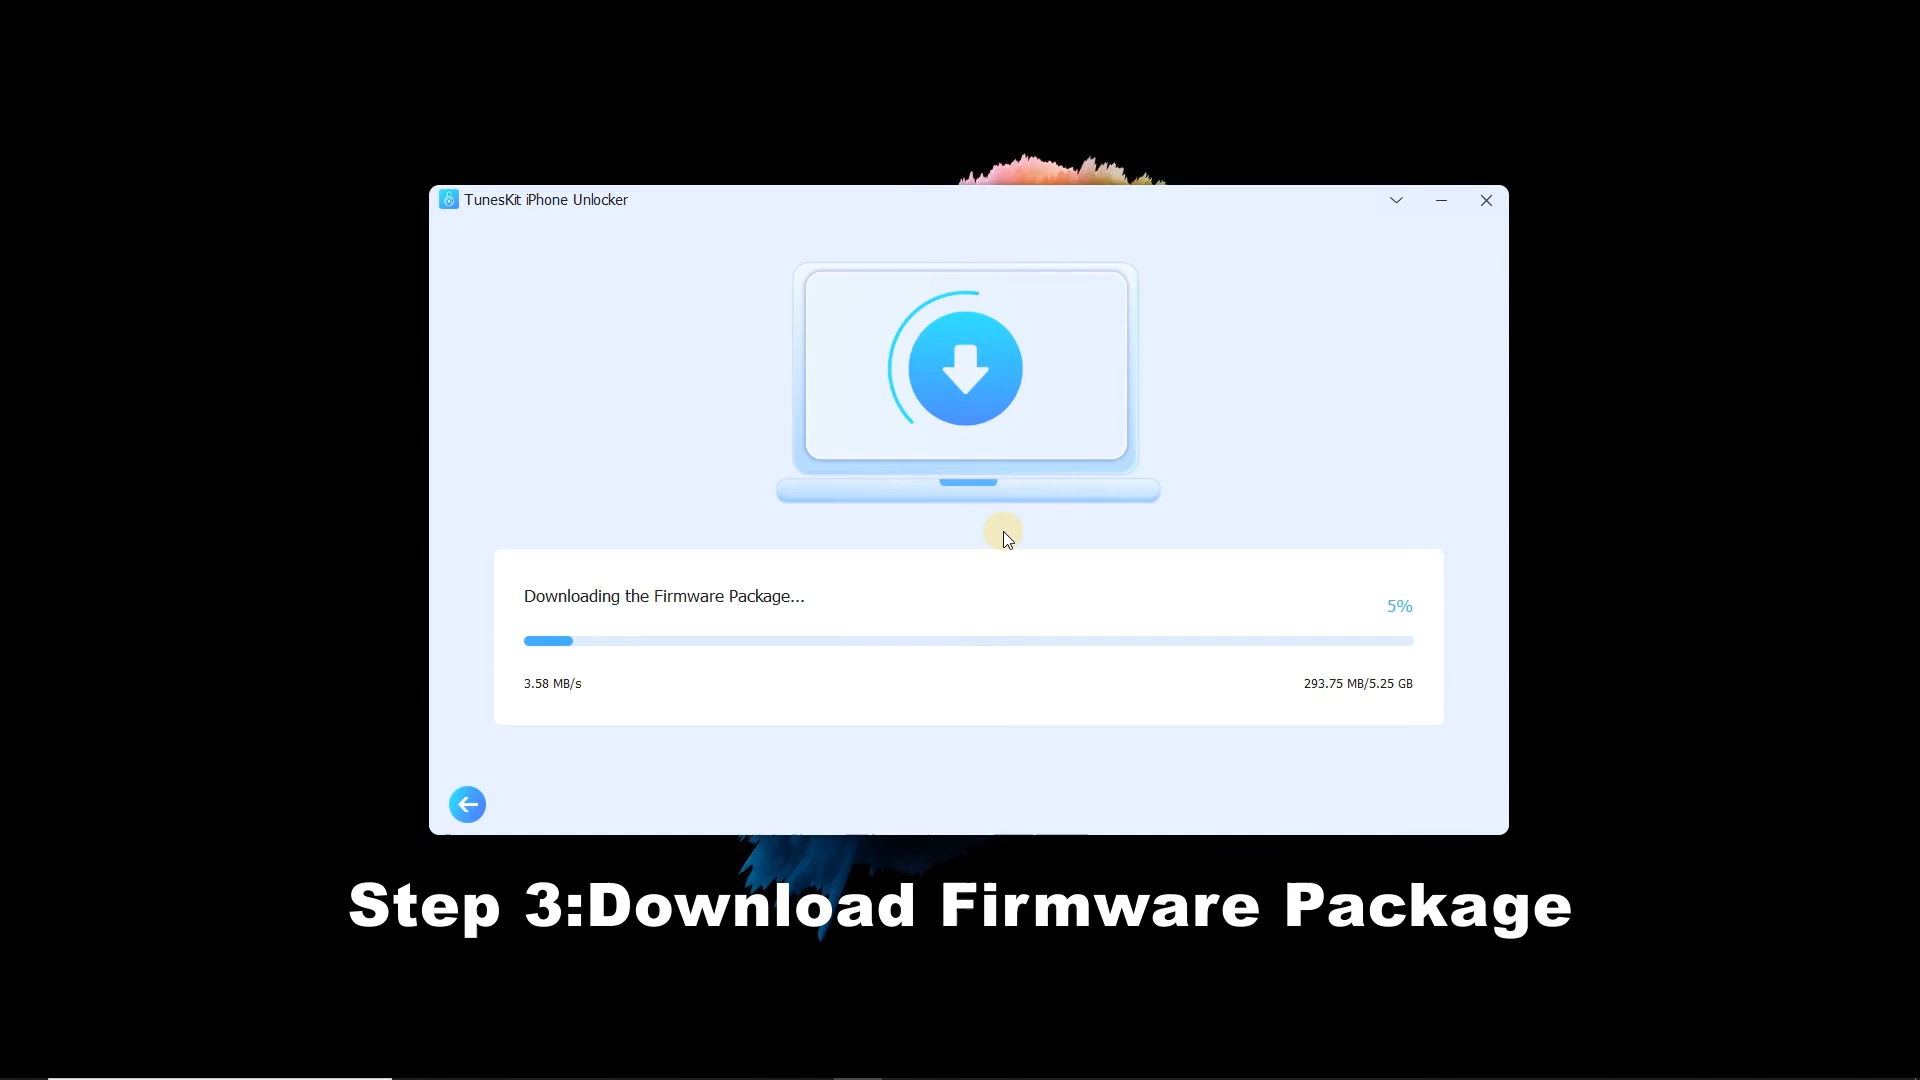 TunesKit iPhone Unlocker
Downloading the Firmware Package...
5%
3.58 MB/s
293.75 MB/5.25 GB
Step 3:Download Firmware Package